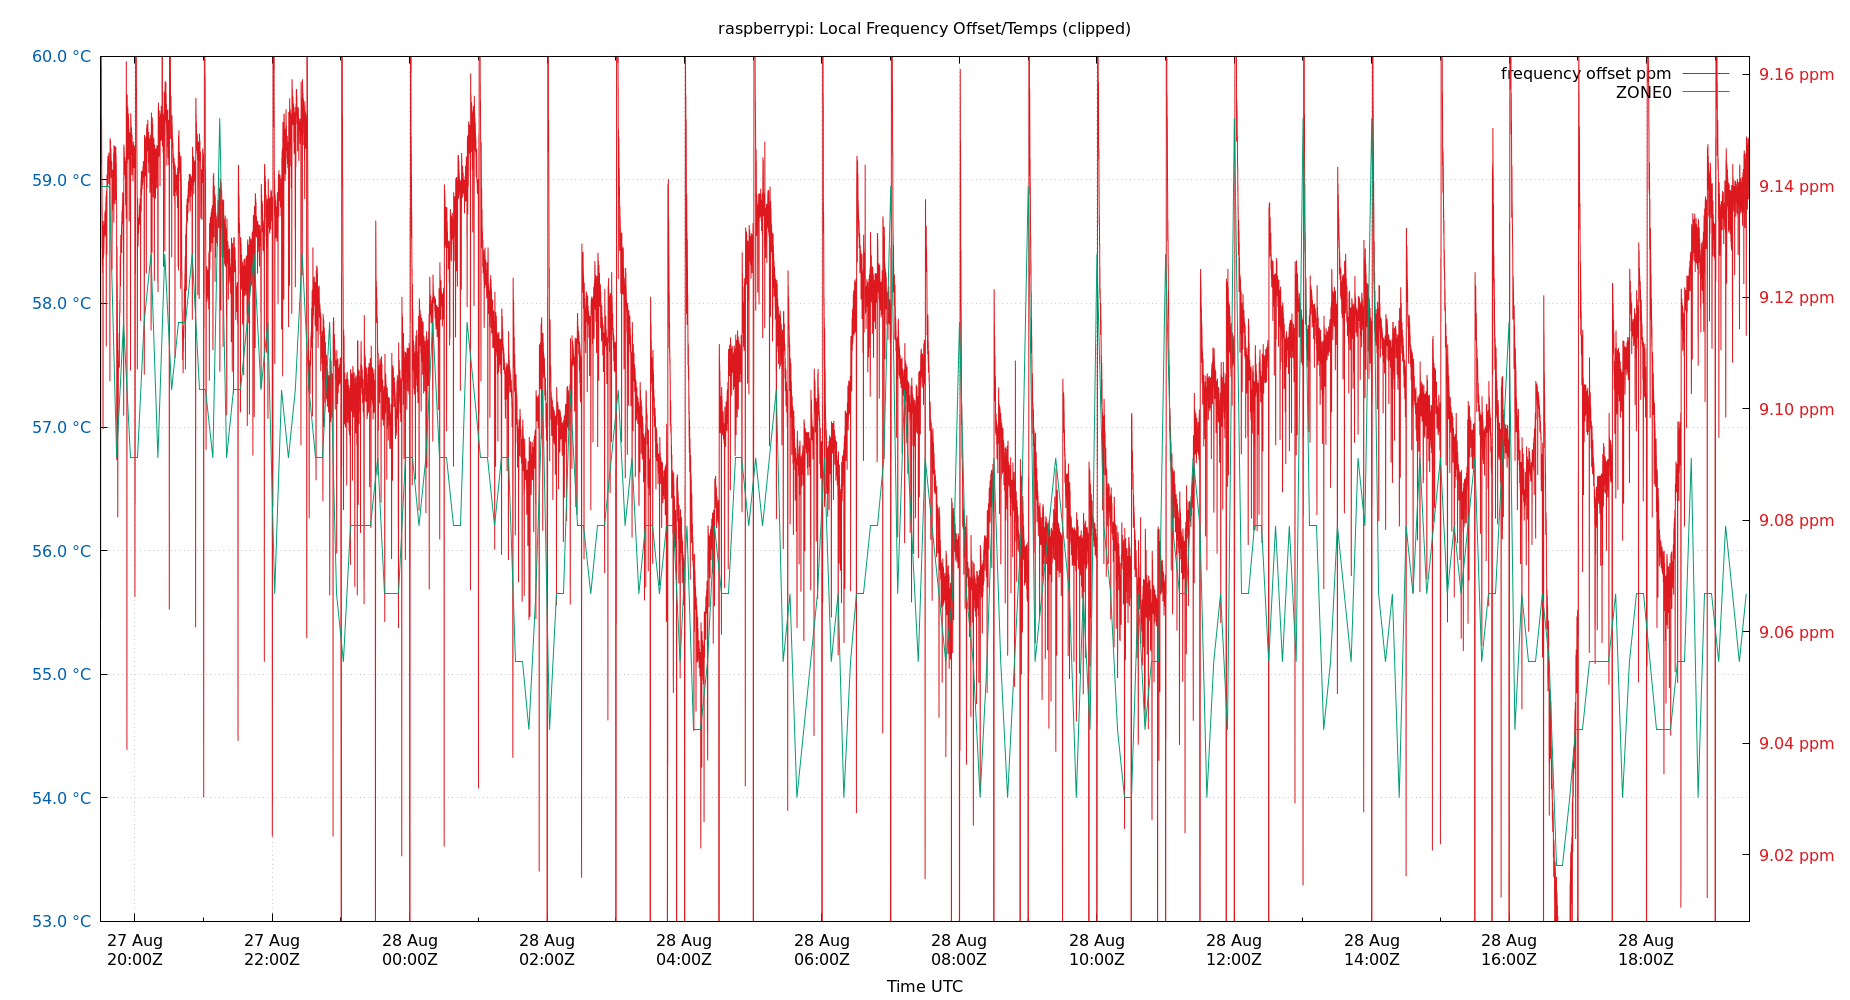 raspberrypi: Local Frequency Offset/Temps (clipped)
60.0 °C
59.0 °C
58.0 °C
57.0 °C
56.0 °C
55.0 °C
54.0 °C
53.0 °C
frequency offset ppm
ZONE0
9.16 ppm
9.14 ppm
9.12 ppm
9.10 ppm
9.08 ppm
9.06 ppm
9.04 ppm
9.02 ppm
27 Aug
20:00Z
27 Aug
22:00Z
28 Aug
00:00Z
28 Aug
02:00Z
28 Aug
04:00Z
28 Aug
06:00Z
28 Aug
08:00Z
28 Aug
10:00Z
28 Aug
12:00Z
28 Aug
14:00Z
28 Aug
16:00Z
28 Aug
18:00Z
Time UTC